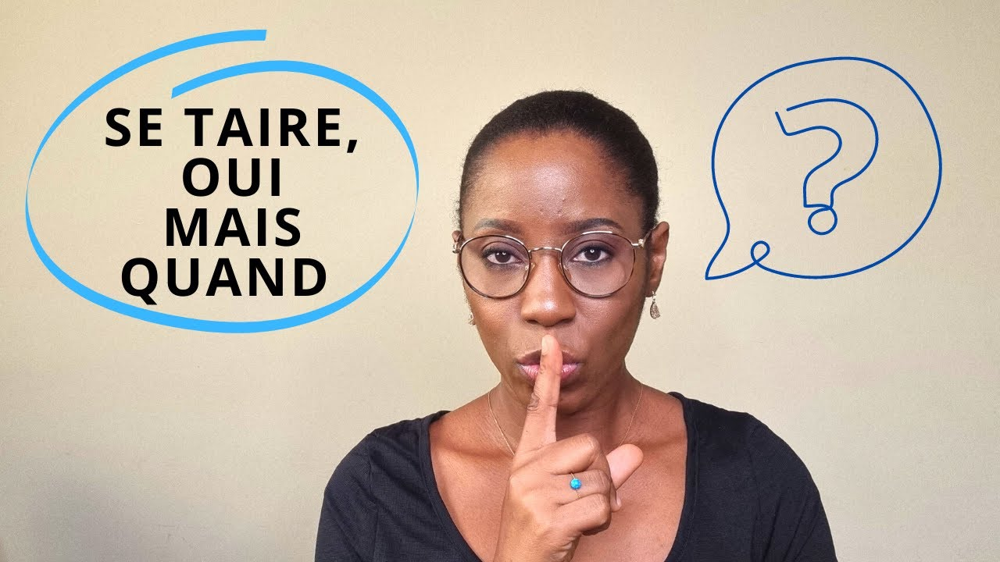 SE TAIRE,
OUI
MAIS
QUAND
?